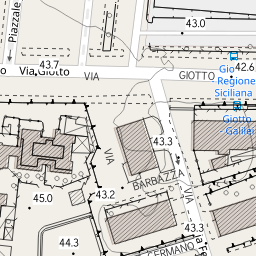 Piazzale
43.0
43.7
42.6
Via Giotto
VIA
GIOTTO
Gio
Regione
Siciliana
Giotto
Galilei
43.3
VIA
BARBAZZA
43.2
45.0
VIA
43.3
44.3
GERMANO